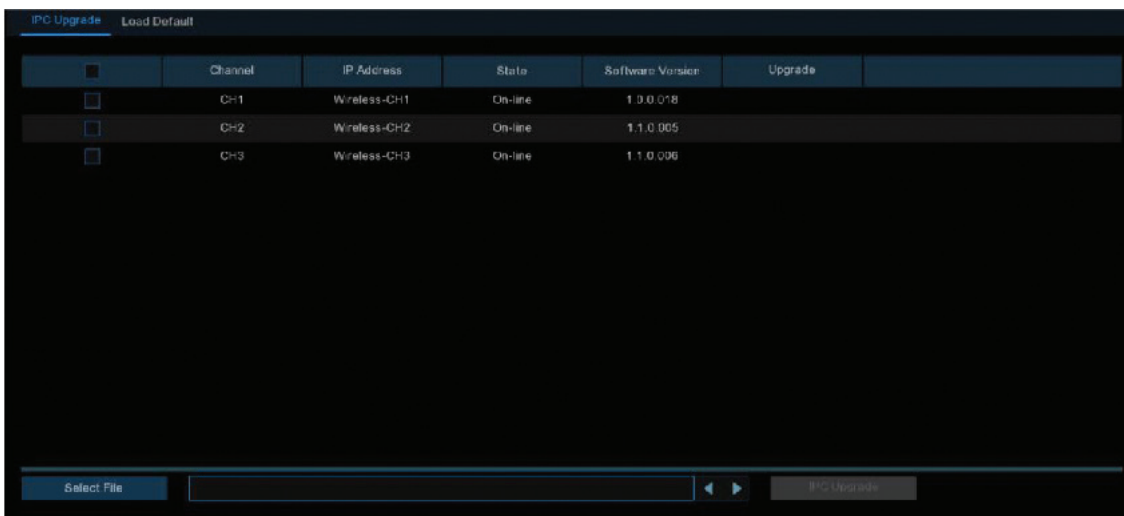 IPC Upgrade Load Default
Channel IP Address State Software Version Upgrade
CH1 Wireless-CH1 On-line 1.0.0.018
CH2 Wireless-CH2 On-line 1.1.0.005
CH3 Wireless-CH3 On-line 1.1.0.006
Select File IPC Upgrade